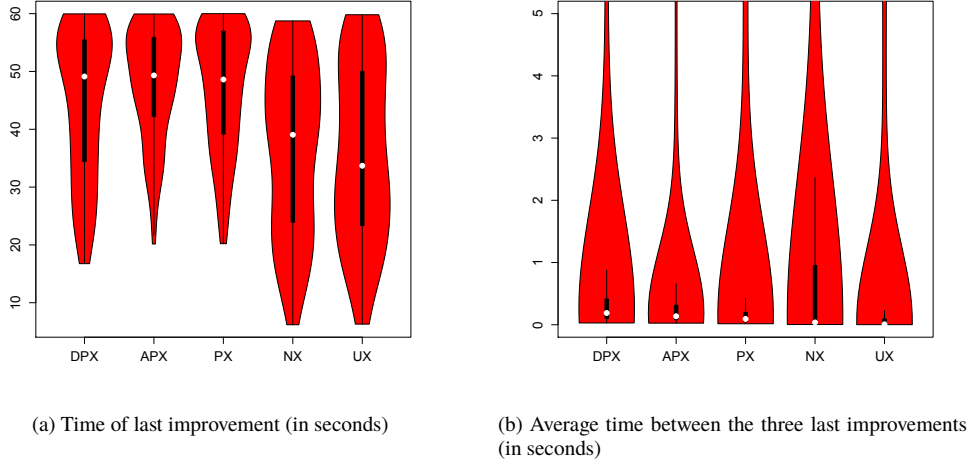 60
50
40
30
20
10
DPX APX PX NX UX
5
4
3
2
1
0
DPX APX PX NX UX
(a) Time of last improvement (in seconds)
(b) Average time between the three last improvements
(in seconds)